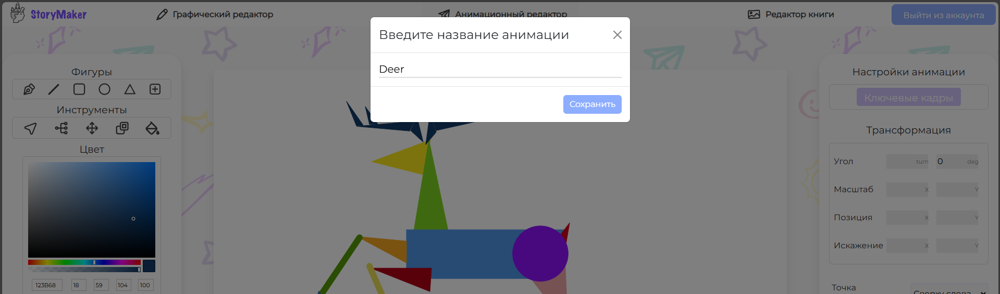 StoryMaker
Графический редактор
Анимационный редактор
Редактор книги
Выйти из аккаунта
Введите название анимации
Deer
Сохранить
Фигуры
Инструменты
Цвет
123B68 18 59 104 100
Настройки анимации
Ключевые кадры
Трансформация
Угол turn 0 deg
Масштаб X Y
Позиция X Y
Искажение X Y
Точка
Сверху слева